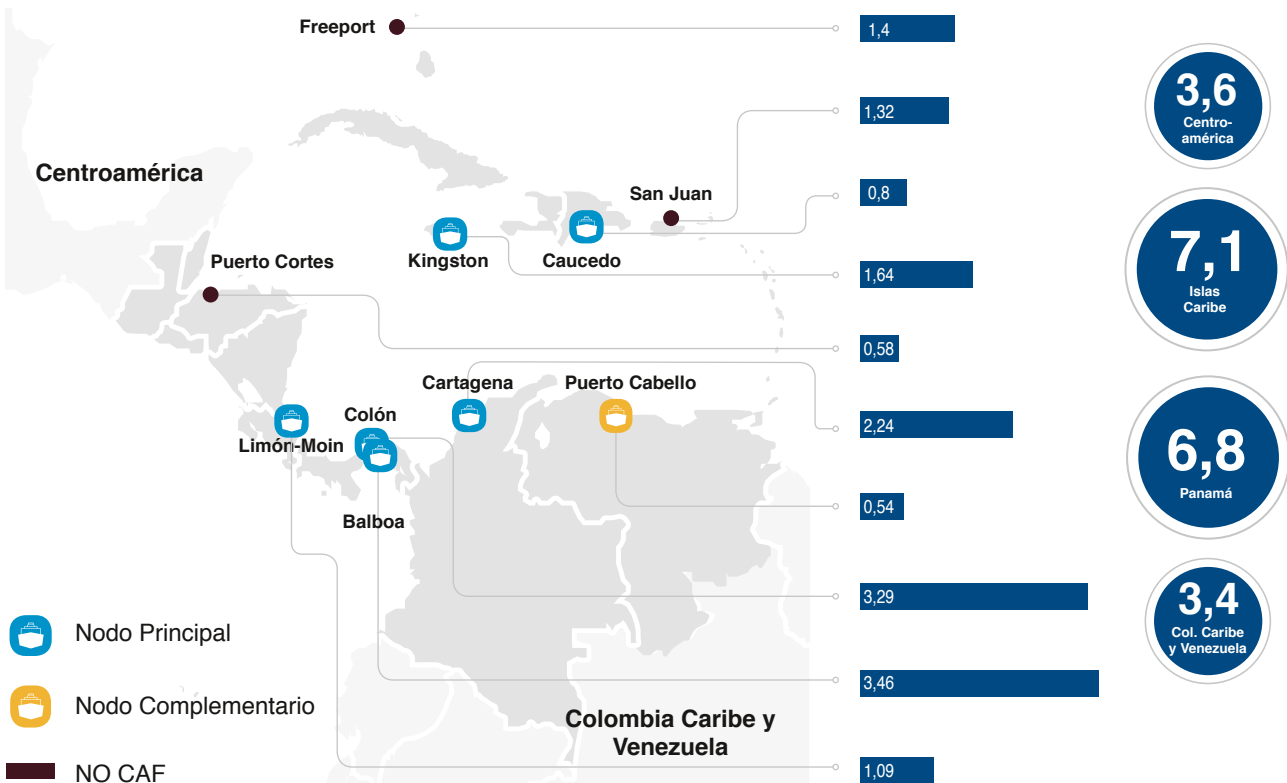 Freeport
1,4
3,6
Centro-
américa
1,32
Centroamérica
San Juan
0,8
Kingston
Caucedo
7,1
Islas
Caribe
Puerto Cortes
1,64
0,58
Cartagena
Puerto Cabello
Colón
2,24
Limón-Moin
6,8
Panamá
Balboa
0,54
3,29
3,4
Col. Caribe
y Venezuela
Nodo Principal
3,46
Nodo Complementario
Colombia Caribe y
Venezuela
NO CAF
1,09